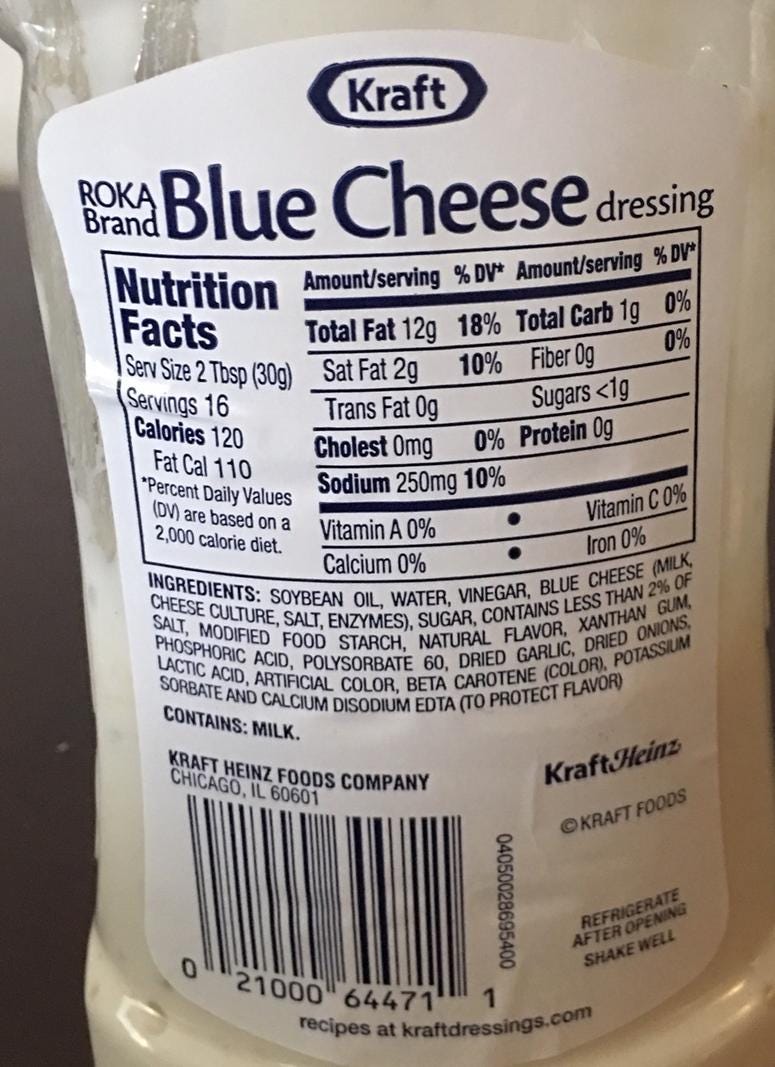 Kraft
ROKA Brand Blue Cheese dressing
Nutrition Facts
Serv Size 2 Tbsp (30g)
Servings 16
Calories 120
Fat Cal 110
*Percent Daily Values
(DV) are based on a
2,000 calorie diet.
Amount/serving % DV* Amount/serving % DV*
Total Fat 12g 18% Total Carb 1g 0%
Sat Fat 2g 10% Fiber 0g 0%
Trans Fat 0g Sugars <1g
Cholest 0mg 0% Protein 0g
Sodium 250mg 10%
Vitamin A 0% • Vitamin C 0%
Calcium 0% • Iron 0%
INGREDIENTS: SOYBEAN OIL, WATER, VINEGAR, BLUE CHEESE (MILK,
CHEESE CULTURE, SALT, ENZYMES), SUGAR, CONTAINS LESS THAN 2% OF
SALT, MODIFIED FOOD STARCH, NATURAL FLAVOR, XANTHAN GUM,
PHOSPHORIC ACID, POLYSORBATE 60, DRIED GARLIC, DRIED ONIONS,
LACTIC ACID, ARTIFICIAL COLOR, BETA CAROTENE (COLOR), POTASSIUM
SORBATE AND CALCIUM DISODIUM EDTA (TO PROTECT FLAVOR)
CONTAINS: MILK.
KRAFT HEINZ FOODS COMPANY
CHICAGO, IL 60601
KraftHeinz
© KRAFT FOODS
0405002869540​0
REFRIGERATE
AFTER OPENING
SHAKE WELL
0 21000 64471 1
recipes at kraftdressings.com